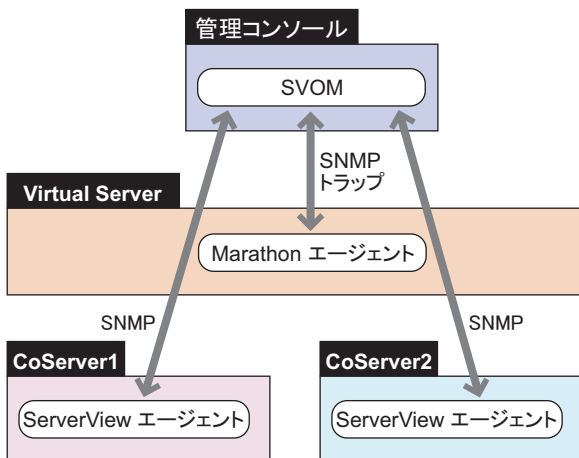 管理コンソール
SVOM
SNMP
トラップ
Virtual Server
Marathon エージェント
SNMP
SNMP
CoServer1
CoServer2
ServerView エージェント
ServerView エージェント